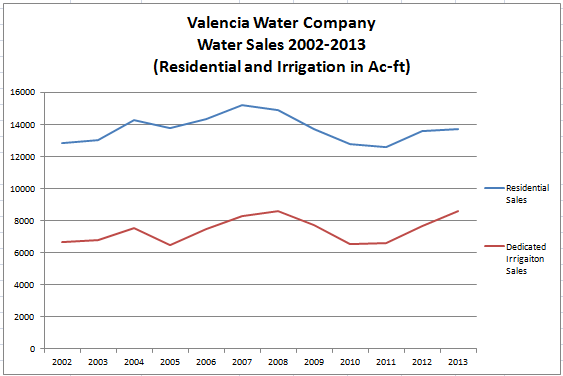 Valencia Water Company
Water Sales 2002-2013
(Residential and Irrigation in Ac-ft)
16000
14000
12000
10000
8000
6000
4000
2000
0
2002 2003 2004 2005 2006 2007 2008 2009 2010 2011 2012 2013
Residential
Sales
Dedicated
Irrigaiton
Sales